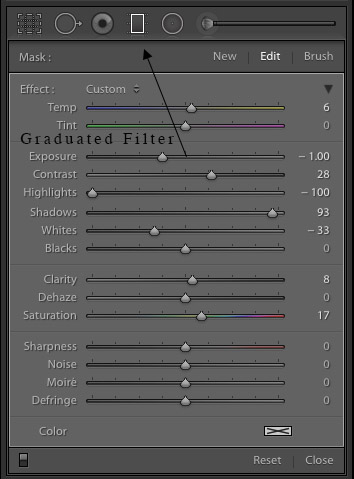 Mask : New Edit Brush
Effect : Custom
Temp 6
Tint 0
Graduated Filter
Exposure – 1.00
Contrast 28
Highlights – 100
Shadows 93
Whites – 33
Blacks 0
Clarity 8
Dehaze 0
Saturation 17
Sharpness 0
Noise 0
Moiré 0
Defringe 0
Color
Reset Close